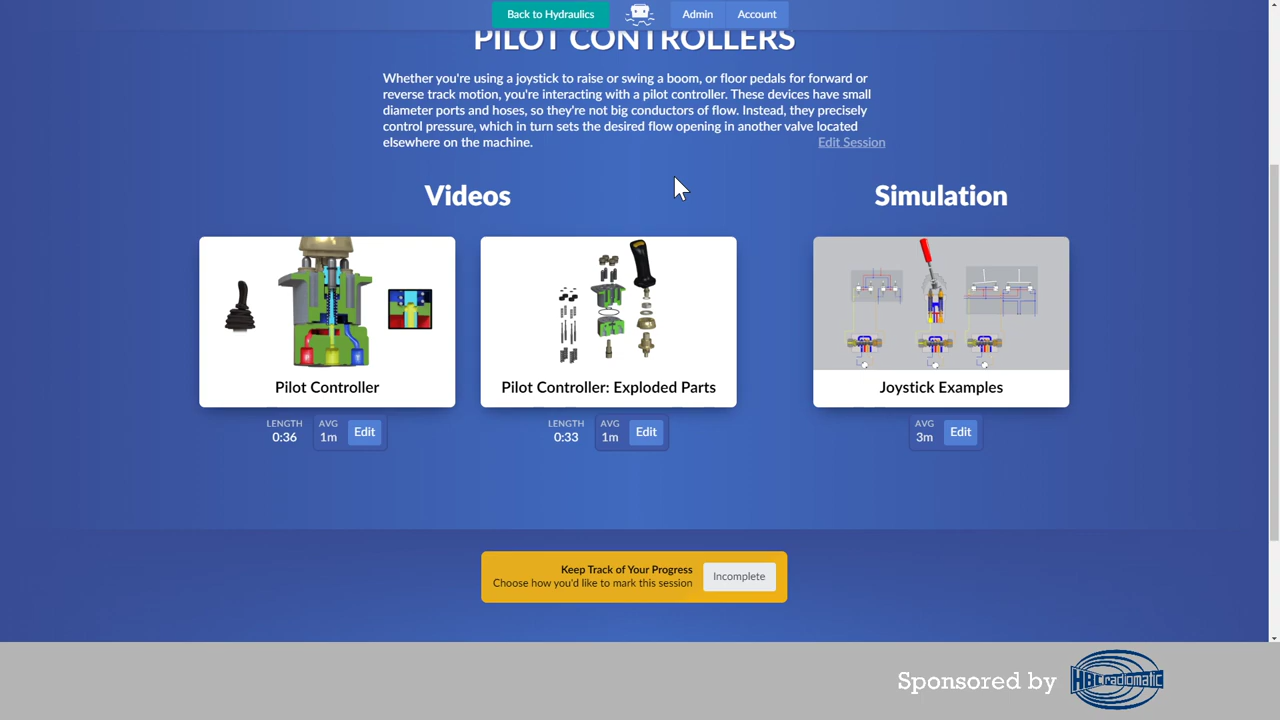 Back to Hydraulics
Admin
Account
PILOT CONTROLLERS
Whether you're using a joystick to raise or swing a boom, or floor pedals for forward or
reverse track motion, you're interacting with a pilot controller. These devices have small
diameter ports and hoses, so they're not big conductors of flow. Instead, they precisely
control pressure, which in turn sets the desired flow opening in another valve located
elsewhere on the machine.
Edit Session
Videos
Simulation
Pilot Controller
Pilot Controller: Exploded Parts
Joystick Examples
LENGTH
0:36
AVG
1m
Edit
LENGTH
0:33
AVG
1m
Edit
AVG
3m
Edit
Keep Track of Your Progress
Choose how you'd like to mark this session
Incomplete
Sponsored by
HBC radiomatic